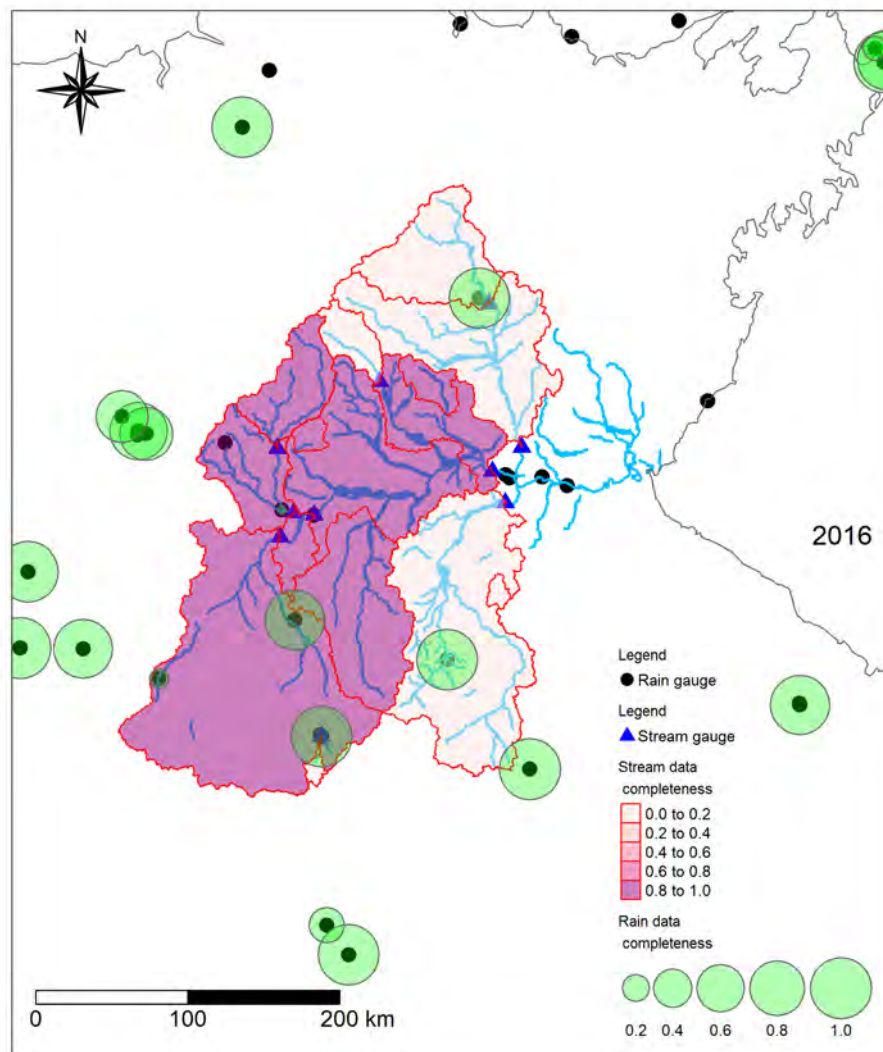 N
2016
Legend
Rain gauge
Legend
Stream gauge
Stream data
completeness
0.0 to 0.2
0.2 to 0.4
0.4 to 0.6
0.6 to 0.8
0.8 to 1.0
Rain data
completeness
0.2 0.4 0.6 0.8 1.0
0 100 200 km